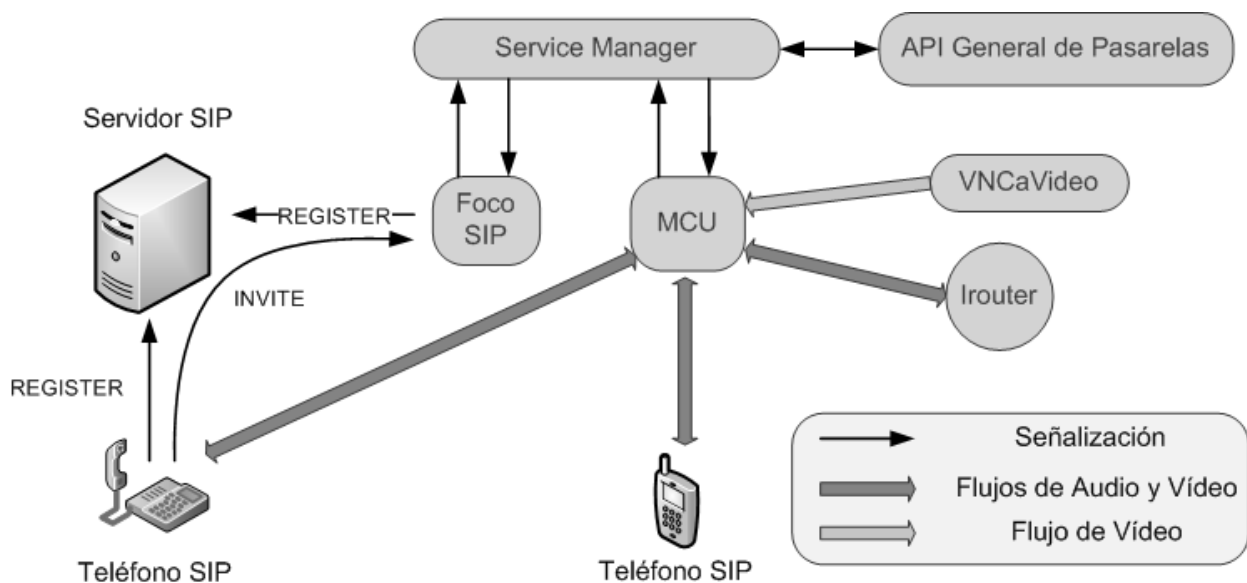 Service Manager
API General de Pasarelas
Servidor SIP
VNCaVideo
Foco
SIP
MCU
REGISTER
INVITE
Irouter
REGISTER
Señalización
Flujos de Audio y Vídeo
Flujo de Vídeo
Teléfono SIP
Teléfono SIP